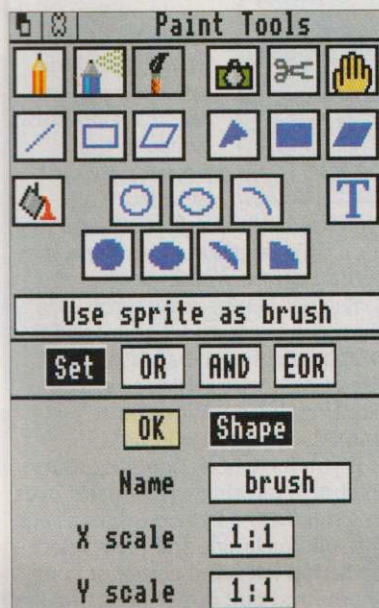 Paint Tools
T
Use sprite as brush
Set OR AND EOR
OK Shape
Name brush
X scale 1:1
Y scale 1:1